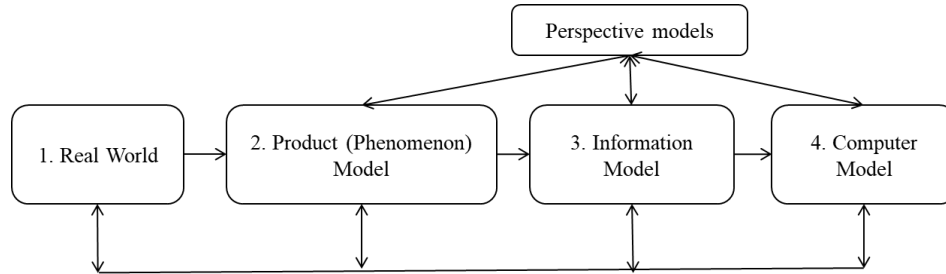 Perspective models
1. Real World
2. Product (Phenomenon)
Model
3. Information
Model
4. Computer
Model